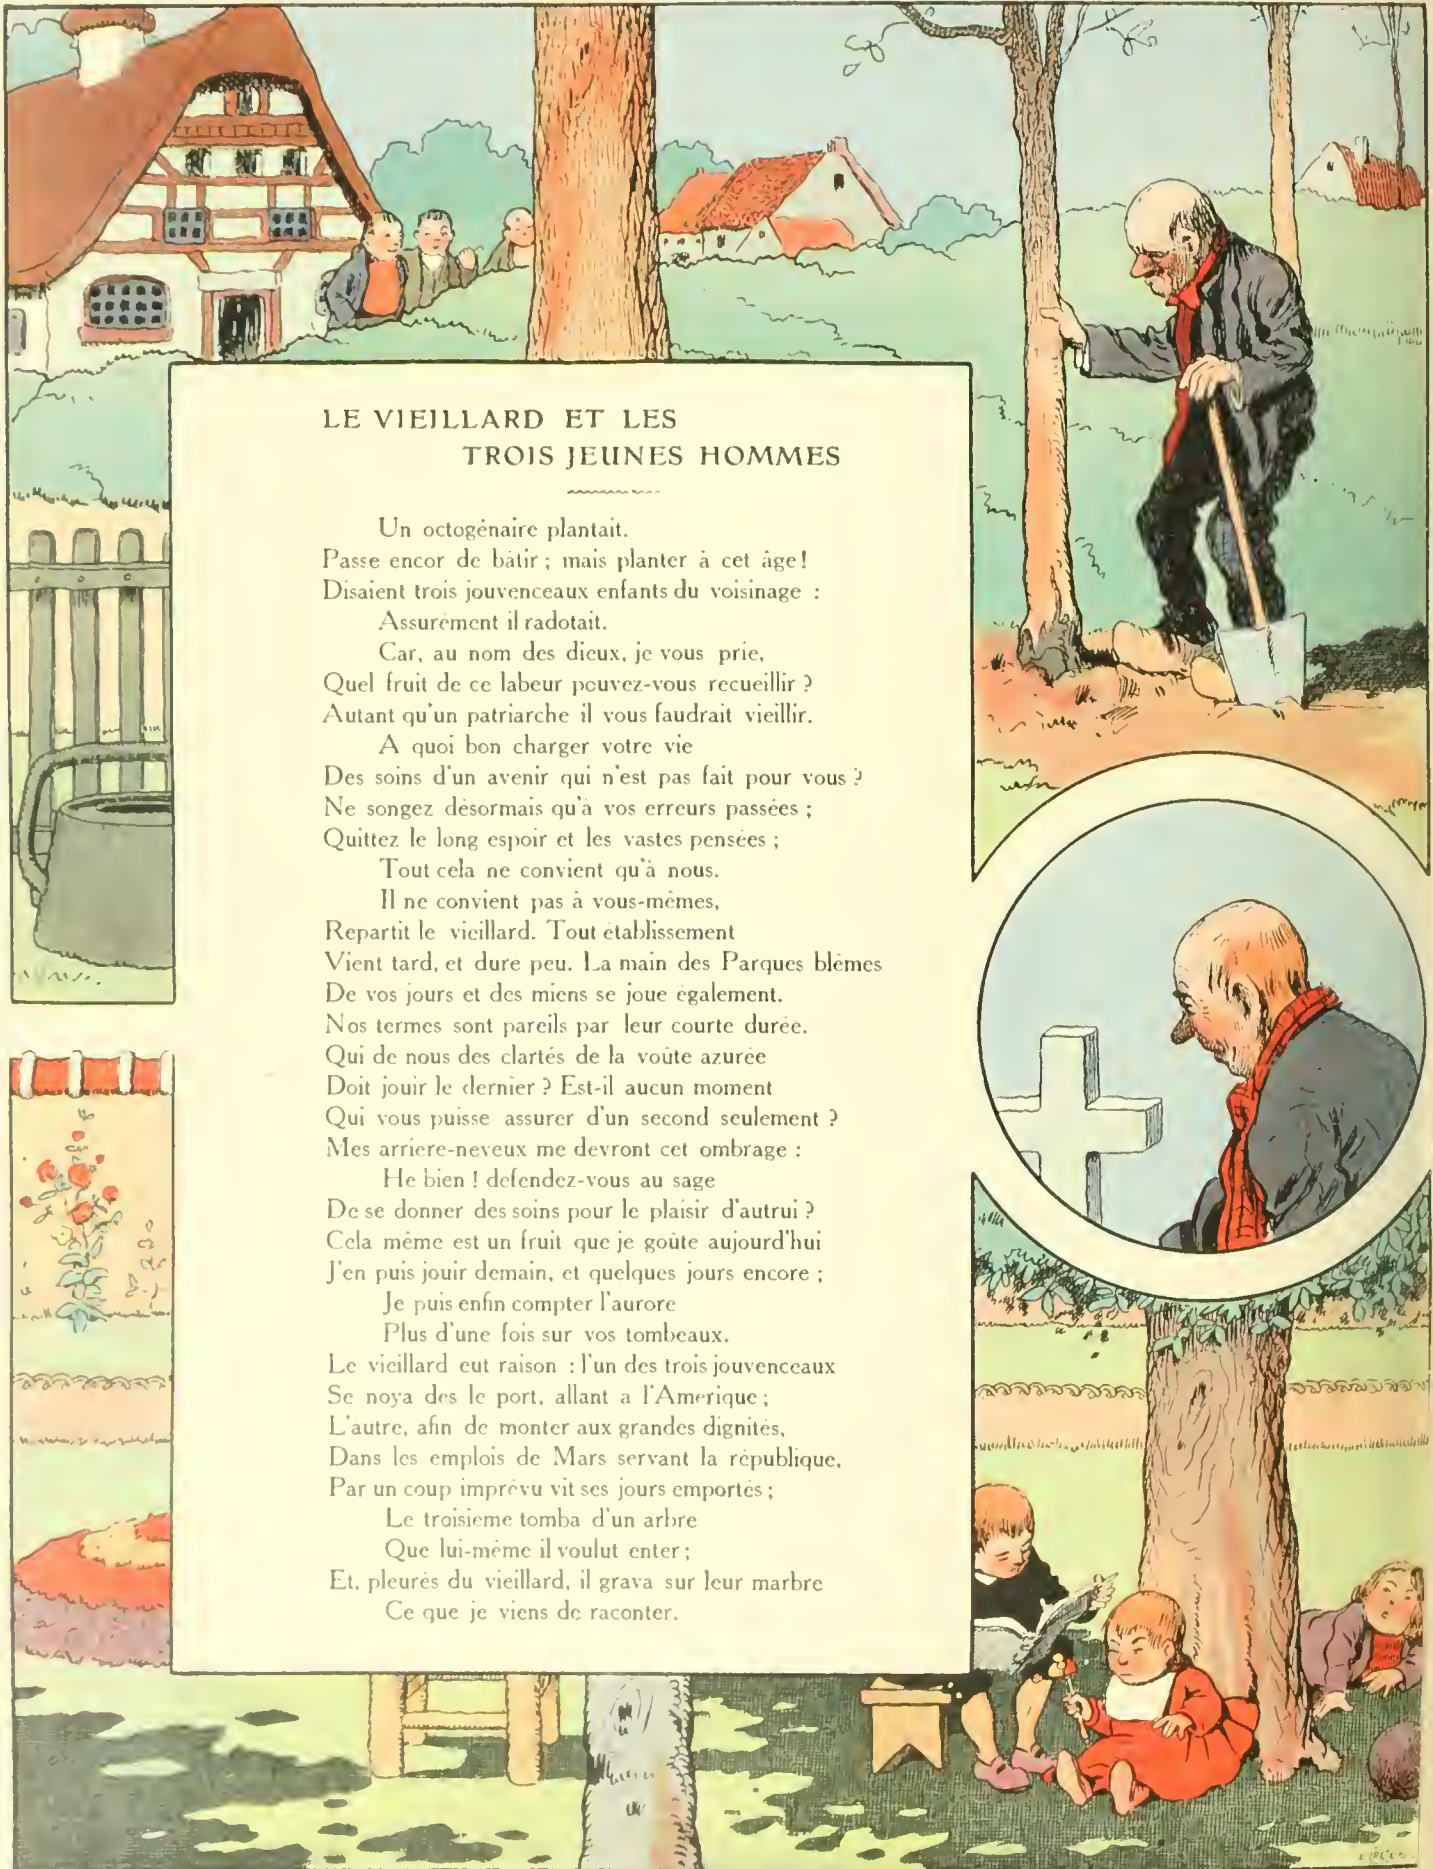 LE VIEILLARD ET LES
TROIS JEUNES HOMMES
Un octogénaire plantait.
Passe encor de bâtir ; mais planter à cet âge !
Disaient trois jouvenceaux enfants du voisinage :
Assurément il radotait.
Car, au nom des dieux, je vous prie,
Quel fruit de ce labeur pouvez-vous recueillir ?
Autant qu'un patriarche il vous faudrait vieillir.
A quoi bon charger votre vie
Des soins d'un avenir qui n'est pas fait pour vous ?
Ne songez désormais qu'à vos erreurs passées ;
Quittez le long espoir et les vastes pensées ;
Tout cela ne convient qu'à nous.
Il ne convient pas à vous-mêmes,
Repartit le vieillard. Tout établissement
Vient tard, et dure peu. La main des Parques blêmes
De vos jours et des miens se joue également.
Nos termes sont pareils par leur courte durée.
Qui de nous des clartés de la voûte azurée
Doit jouir le dernier ? Est-il aucun moment
Qui vous puisse assurer d'un second seulement ?
Mes arriere-neveux me devront cet ombrage :
He bien ! defendez-vous au sage
De se donner des soins pour le plaisir d'autrui ?
Cela même est un fruit que je goûte aujourd'hui
J'en puis jouir demain, et quelques jours encore ;
Je puis enfin compter l'aurore
Plus d'une fois sur vos tombeaux.
Le vieillard eut raison : l'un des trois jouvenceaux
Se noya des le port, allant a l'Amerique ;
L'autre, afin de monter aux grandes dignités,
Dans les emplois de Mars servant la république,
Par un coup imprévu vit ses jours emportés ;
Le troisieme tomba d'un arbre
Que lui-même il voulut enter ;
Et, pleurés du vieillard, il grava sur leur marbre
Ce que je viens de raconter.